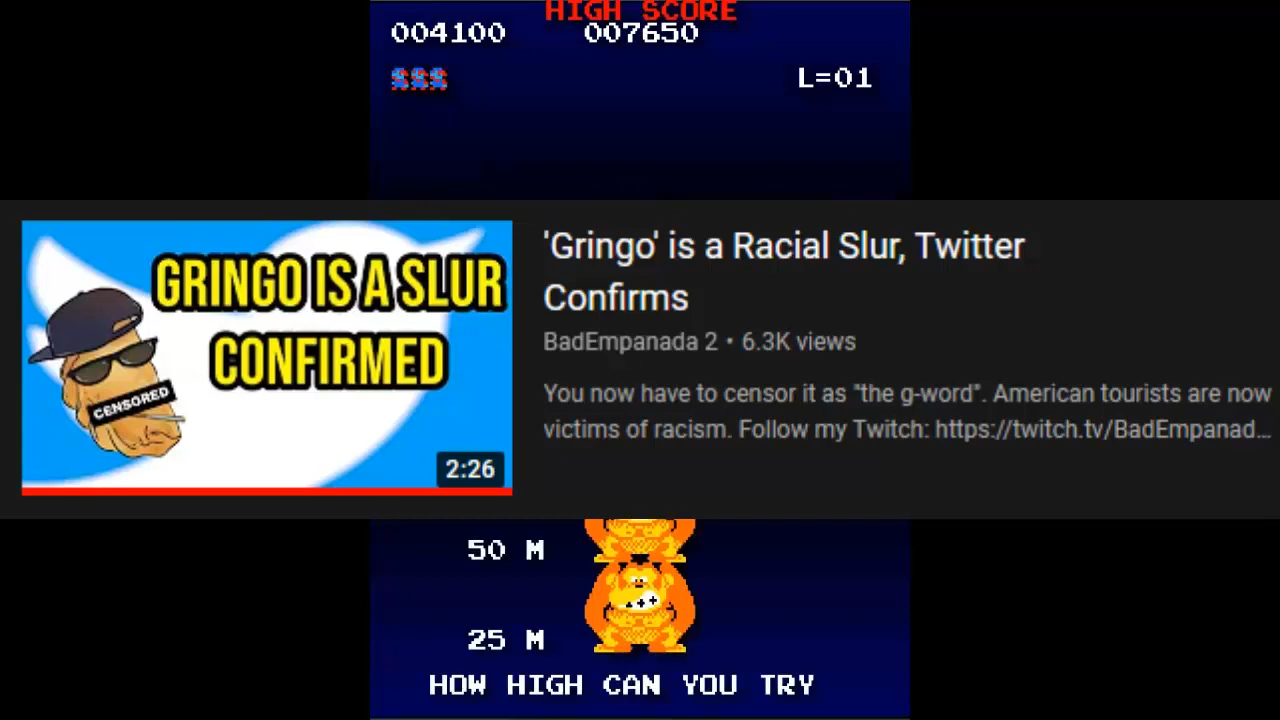 HIGH SCORE
004100 007650
L=01
GRINGO IS A SLUR
CONFIRMED
CENSORED
2:26
'Gringo' is a Racial Slur, Twitter
Confirms
BadEmpanada 2 • 6.3K views
You now have to censor it as "the g-word". American tourists are now
victims of racism. Follow my Twitch: https://twitch.tv/BadEmpanad...
50 M
25 M
HOW HIGH CAN YOU TRY